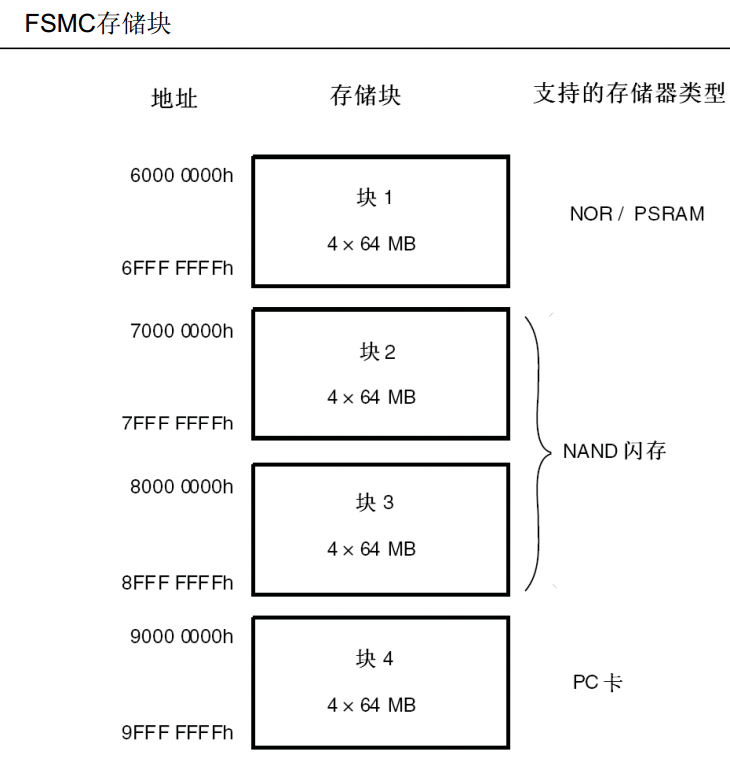 FSMC存储块
地址 存储块 支持的存储器类型
6000 0000h
块 1
NOR / PSRAM
4 × 64 MB
6FFF FFFFh
7000 0000h
块 2
4 × 64 MB
7FFF FFFFh
NAND 闪存
8000 0000h
块 3
4 × 64 MB
8FFF FFFFh
9000 0000h
块 4
PC 卡
4 × 64 MB
9FFF FFFFh